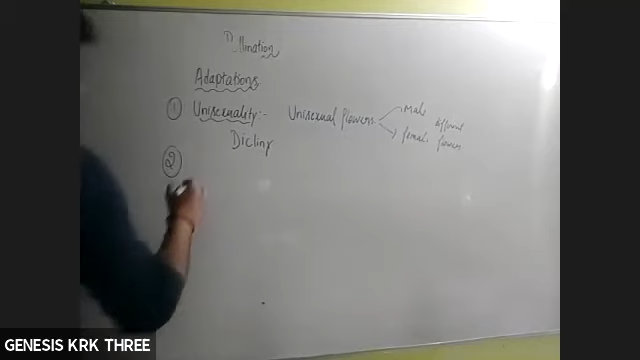 Pollination
Adaptations
① Unisexuality:- Unisexual flowers Male female different flowers
Dicliny
②
GENESIS KRK THREE